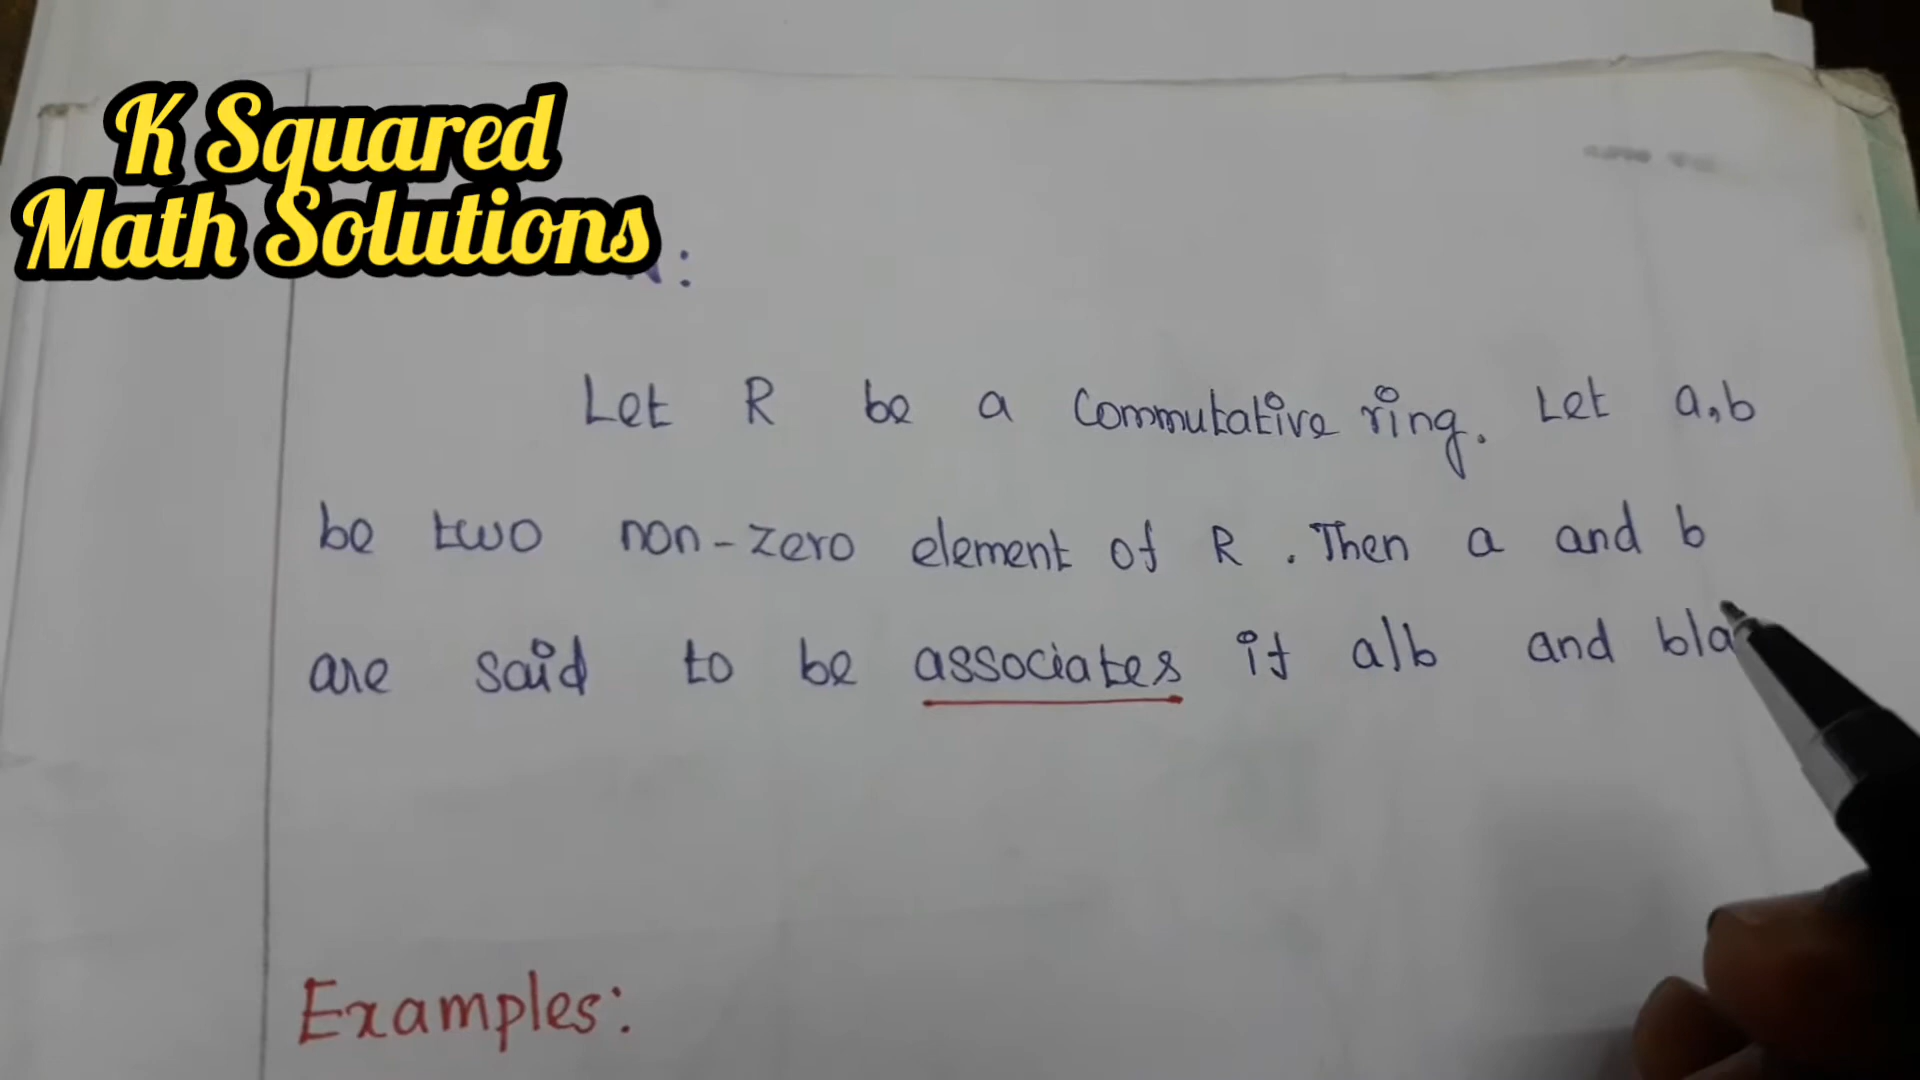 K Squared
Math Solutions
N:
Let R be a commutative ring. Let a,b
be two non-zero element of R. Then a and b
are said to be associates if a|b and b|a
Examples: